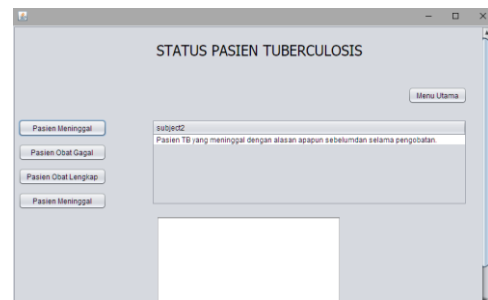 STATUS PASIEN TUBERCULOSIS
Menu Utama
Pasien Meninggal
Pasien Obat Gagal
Pasien Obat Lengkap
Pasien Meninggal
subject2
Pasien TB yang meninggal dengan alasan apapun sebelumdan selama pengobatan.